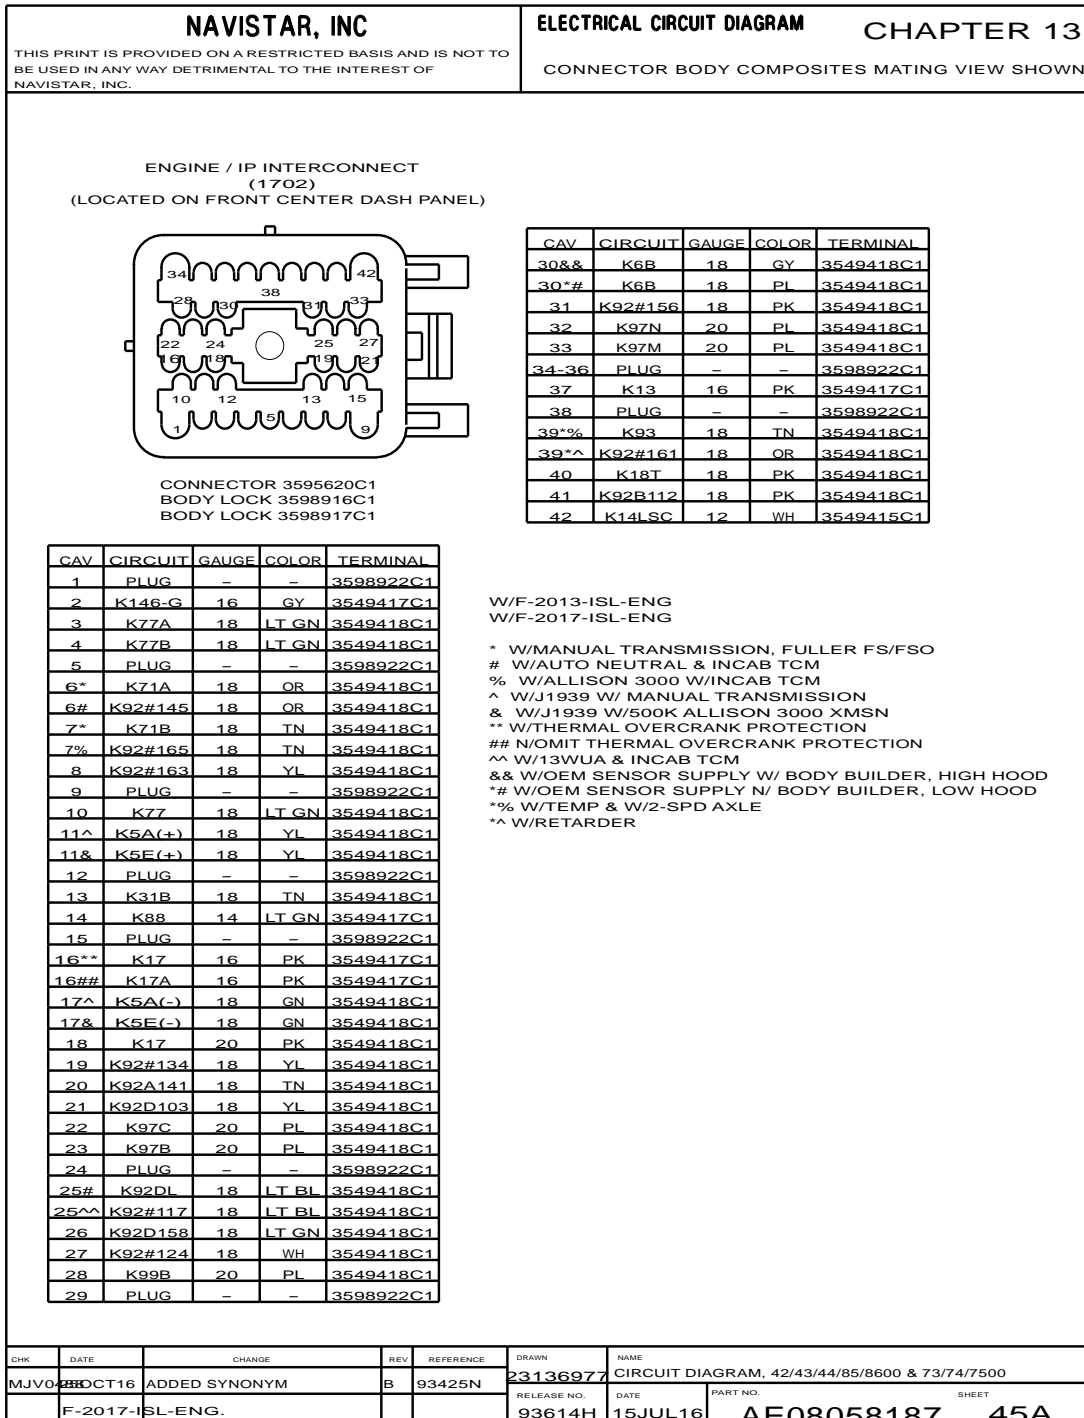 NAVISTAR, INC
THIS PRINT IS PROVIDED ON A RESTRICTED BASIS AND IS NOT TO
BE USED IN ANY WAY DETRIMENTAL TO THE INTEREST OF
NAVISTAR, INC.
ELECTRICAL CIRCUIT DIAGRAM CHAPTER 13
CONNECTOR BODY COMPOSITES MATING VIEW SHOWN
ENGINE / IP INTERCONNECT
(1702)
(LOCATED ON FRONT CENTER DASH PANEL)
34 42
38
28 30 31 33
22 24 25 27
16 18 19 21
10 12 13 15
1 5 9
CONNECTOR 3595620C1
BODY LOCK 3598916C1
BODY LOCK 3598917C1
CAV CIRCUIT GAUGE COLOR TERMINAL
30&& K6B 18 GY 3549418C1
30*# K6B 18 PL 3549418C1
31 K92#156 18 PK 3549418C1
32 K97N 20 PL 3549418C1
33 K97M 20 PL 3549418C1
34-36 PLUG – – 3598922C1
37 K13 16 PK 3549417C1
38 PLUG – – 3598922C1
39*% K93 18 TN 3549418C1
39*^ K92#161 18 OR 3549418C1
40 K18T 18 PK 3549418C1
41 K92B112 18 PK 3549418C1
42 K14LSC 12 WH 3549415C1
CAV CIRCUIT GAUGE COLOR TERMINAL
1 PLUG – – 3598922C1
2 K146-G 16 GY 3549417C1
3 K77A 18 LT GN 3549418C1
4 K77B 18 LT GN 3549418C1
5 PLUG – – 3598922C1
6* K71A 18 OR 3549418C1
6# K92#145 18 OR 3549418C1
7* K71B 18 TN 3549418C1
7% K92#165 18 TN 3549418C1
8 K92#163 18 YL 3549418C1
9 PLUG – – 3598922C1
10 K77 18 LT GN 3549418C1
11^ K5A(+) 18 YL 3549418C1
11& K5E(+) 18 YL 3549418C1
12 PLUG – – 3598922C1
13 K31B 18 TN 3549418C1
14 K88 14 LT GN 3549417C1
15 PLUG – – 3598922C1
16** K17 16 PK 3549417C1
16## K17A 16 PK 3549417C1
17^ K5A(-) 18 GN 3549418C1
17& K5E(-) 18 GN 3549418C1
18 K17 20 PK 3549418C1
19 K92#134 18 YL 3549418C1
20 K92A141 18 TN 3549418C1
21 K92D103 18 YL 3549418C1
22 K97C 20 PL 3549418C1
23 K97B 20 PL 3549418C1
24 PLUG – – 3598922C1
25# K92DL 18 LT BL 3549418C1
25^^ K92#117 18 LT BL 3549418C1
26 K92D158 18 LT GN 3549418C1
27 K92#124 18 WH 3549418C1
28 K99B 20 PL 3549418C1
29 PLUG – – 3598922C1
W/F-2013-ISL-ENG
W/F-2017-ISL-ENG
* W/MANUAL TRANSMISSION, FULLER FS/FSO
# W/AUTO NEUTRAL & INCAB TCM
% W/ALLISON 3000 W/INCAB TCM
^ W/J1939 W/ MANUAL TRANSMISSION
& W/J1939 W/500K ALLISON 3000 XMSN
** W/THERMAL OVERCRANK PROTECTION
## N/OMIT THERMAL OVERCRANK PROTECTION
^^ W/13WUA & INCAB TCM
&& W/OEM SENSOR SUPPLY W/ BODY BUILDER, HIGH HOOD
*# W/OEM SENSOR SUPPLY N/ BODY BUILDER, LOW HOOD
*% W/TEMP & W/2-SPD AXLE
*^ W/RETARDER
CHK DATE CHANGE REV REFERENCE DRAWN NAME
ADDED SYNONYM B 93425N 23136977 CIRCUIT DIAGRAM, 42/43/44/85/8600 & 73/74/7500
RELEASE NO. DATE PART NO. SHEET
F-2017-ISL-ENG. 93614H 15JUL16 AE08058187 45A